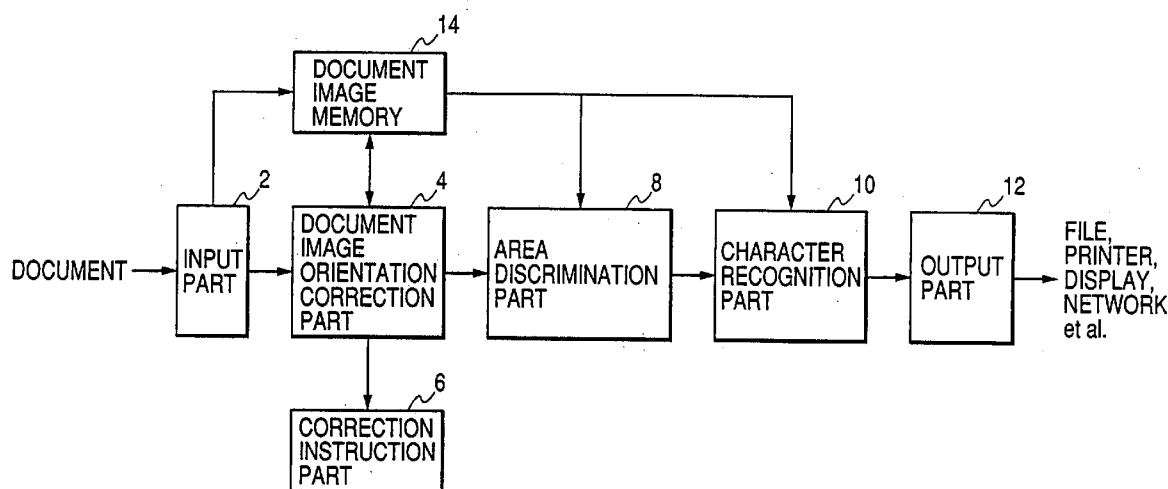 14
DOCUMENT
IMAGE
MEMORY
2
4
8
10
12
DOCUMENT
INPUT
PART
DOCUMENT
IMAGE
ORIENTATION
CORRECTION
PART
AREA
DISCRIMINATION
PART
CHARACTER
RECOGNITION
PART
OUTPUT
PART
FILE,
PRINTER,
DISPLAY,
NETWORK
et al.
6
CORRECTION
INSTRUCTION
PART